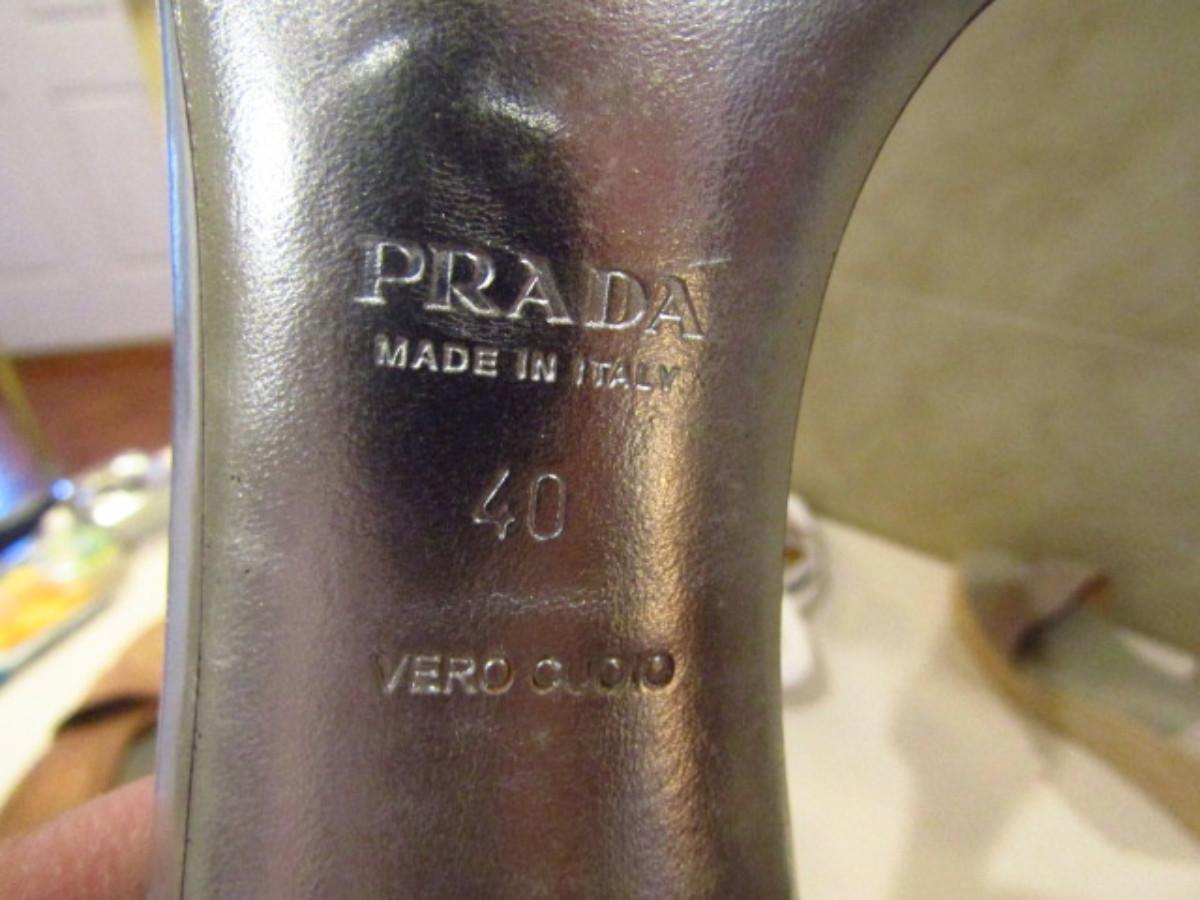 PRADA
MADE IN ITALY
40
VERO CUOIO